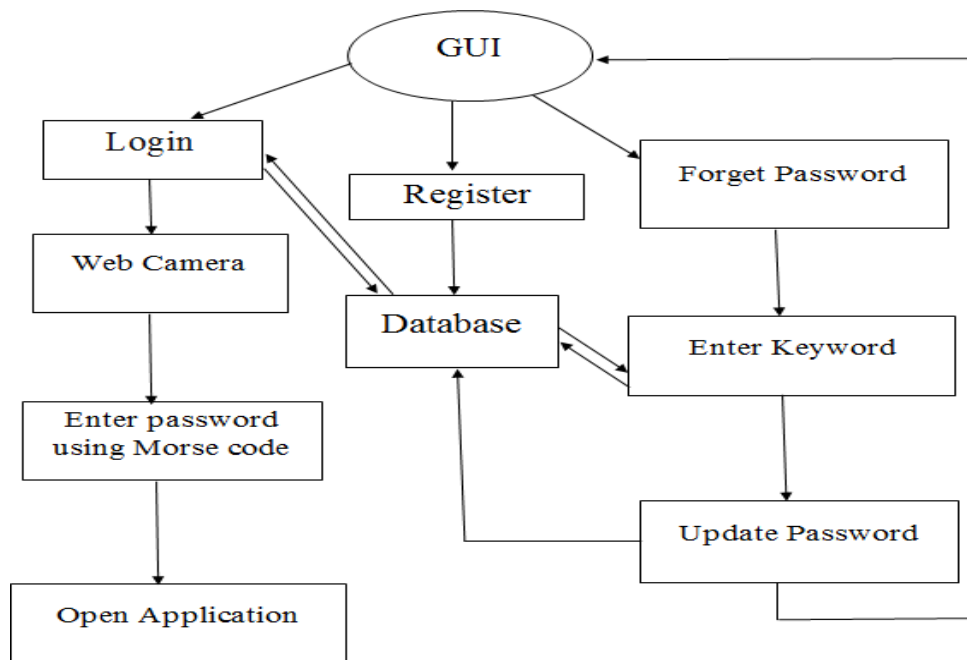 GUI
Login
Register
Forget Password
Web Camera
Database
Enter Keyword
Enter password
using Morse code
Update Password
Open Application